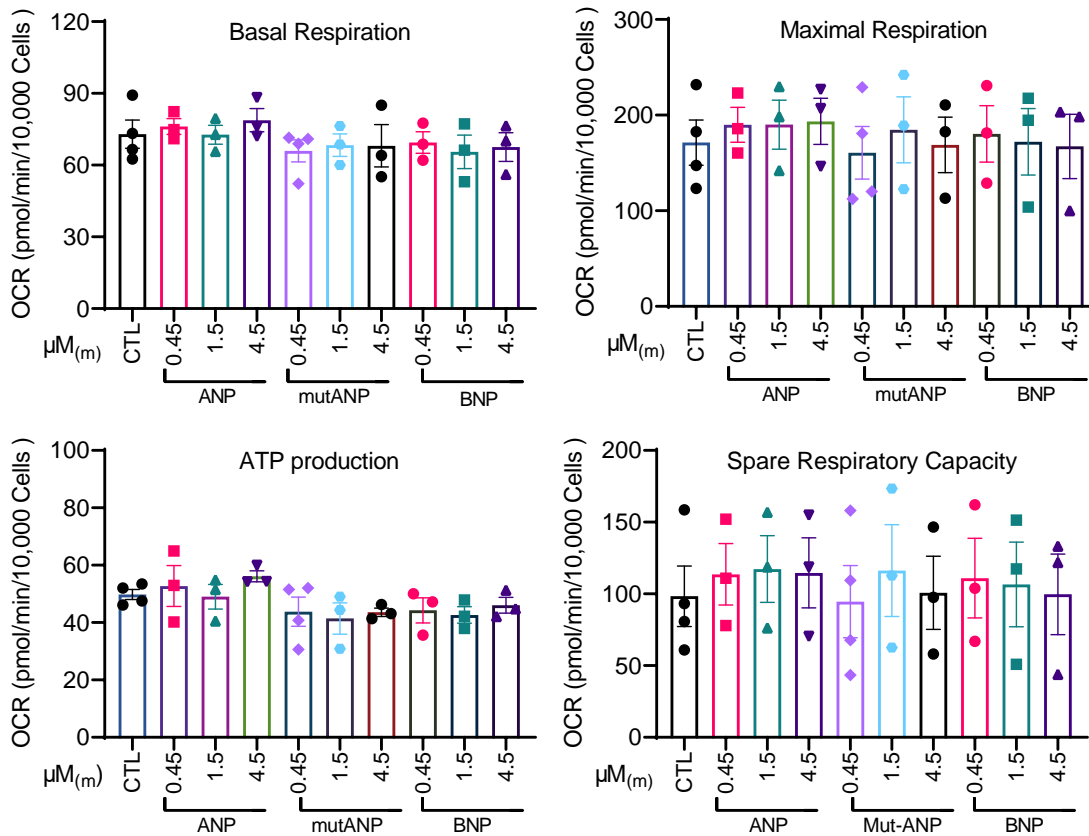 Basal Respiration
OCR (pmol/min/10,000 Cells )
120
90
60
30
0
µM(m)
CTL
0.45
1.5
4.5
0.45
1.5
4.5
0.45
1.5
4.5
ANP
mutANP
BNP
Maximal Respiration
OCR (pmol/min/10,000 Cells )
300
200
100
0
µM(m)
CTL
0.45
1.5
4.5
0.45
1.5
4.5
0.45
1.5
4.5
ANP
mutANP
BNP
ATP production
OCR (pmol/min/10,000 Cells )
100
80
60
40
20
0
µM(m)
CTL
0.45
1.5
4.5
0.45
1.5
4.5
0.45
1.5
4.5
ANP
mutANP
BNP
Spare Respiratory Capacity
OCR (pmol/min/10,000 Cells )
200
150
100
50
0
µM(m)
CTL
0.45
1.5
4.5
0.45
1.5
4.5
0.45
1.5
4.5
ANP
Mut-ANP
BNP